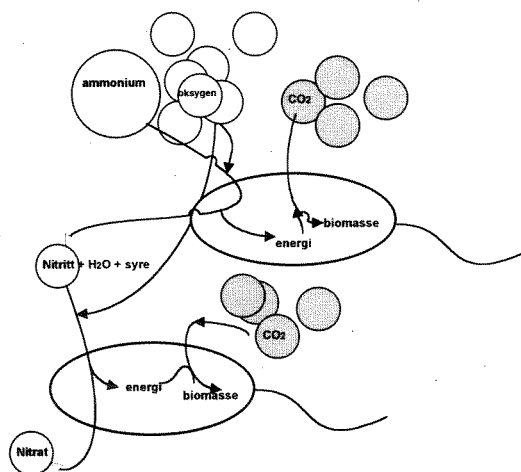 ammonium
oksygen
CO2
biomasse
energi
Nitritt + H2O + syre
CO2
energi
biomasse
Nitrat